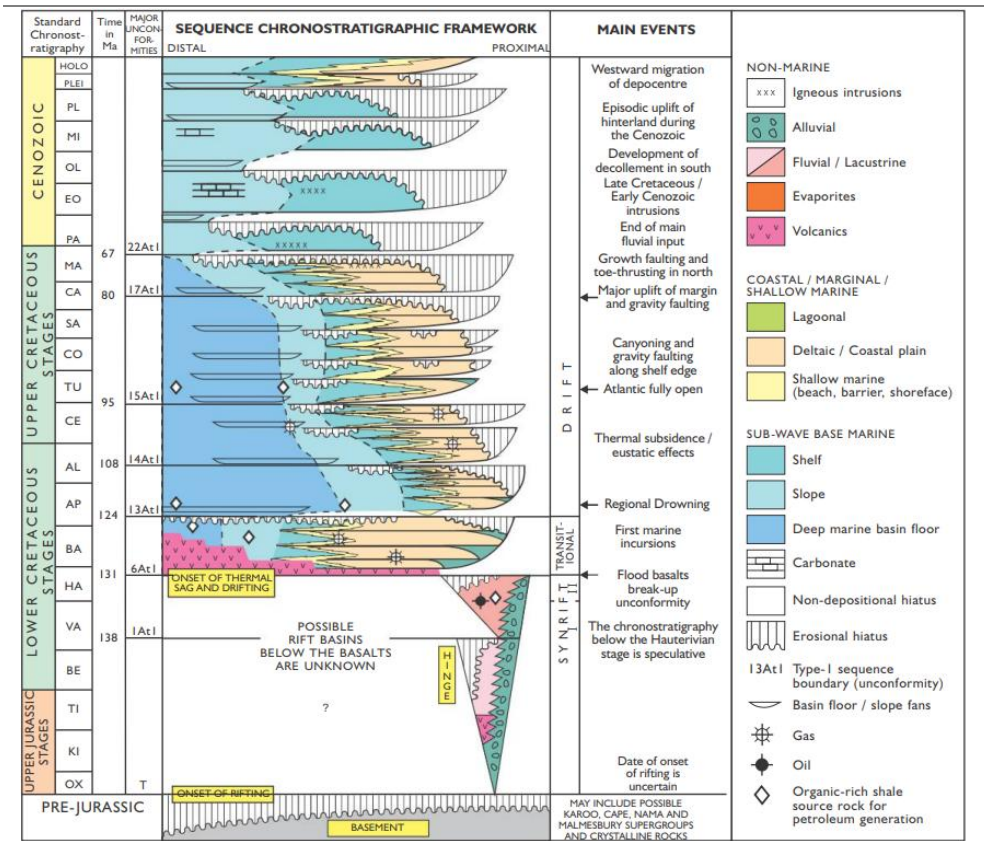 Standard
Chronost-
ratigraphy
Time
in
Ma
MAJOR
UNCON-
FOR-
MITIES
SEQUENCE CHRONOSTRATIGRAPHIC FRAMEWORK
DISTAL
PROXIMAL
MAIN EVENTS
CENOZOIC
HOLO
PLEI
PL
MI
OL
EO
PA
UPPER CRETACEOUS
STAGES
MA
CA
SA
CO
TU
CE
LOWER CRETACEOUS
STAGES
AL
AP
BA
HA
VA
BE
UPPER JURASSIC
STAGES
TI
KI
OX
PRE-JURASSIC
67
80
95
108
124
131
138
22At1
17At1
15At1
14At1
13At1
6At1
1At1
T
xxxx
xxxxx
xxxxx
ONSET OF THERMAL
SAG AND DRIFTING
POSSIBLE
RIFT BASINS
BELOW THE BASALTS
ARE UNKNOWN
?
HINGE
ONSET OF RIFTING
BASEMENT
DRIFT
TRANSIT-
IONAL
SYNRIFT
II
I
Westward migration
of depocentre
Episodic uplift of
hinterland during
the Cenozoic
Development of
decollement in south
Late Cretaceous /
Early Cenozoic
intrusions
End of main
fluvial input
Growth faulting and
toe-thrusting in north
Major uplift of margin
and gravity faulting
Canyoning and
gravity faulting
along shelf edge
Atlantic fully open
Thermal subsidence /
eustatic effects
Regional Drowning
First marine
incursions
Flood basalts
break-up
unconformity
The chronostratigraphy
below the Hauterivian
stage is speculative
Date of onset
of rifting is
uncertain
MAY INCLUDE POSSIBLE
KAROO, CAPE, NAMA AND
MALMESBURY SUPERGROUPS
AND CRYSTALLINE ROCKS
NON-MARINE
xxx Igneous intrusions
Alluvial
Fluvial / Lacustrine
Evaporites
Volcanics
COASTAL / MARGINAL /
SHALLOW MARINE
Lagoonal
Deltaic / Coastal plain
Shallow marine
(beach, barrier, shoreface)
SUB-WAVE BASE MARINE
Shelf
Slope
Deep marine basin floor
Carbonate
Non-depositional hiatus
Erosional hiatus
13At1 Type-1 sequence
boundary (unconformity)
Basin floor / slope fans
Gas
Oil
Organic-rich shale
source rock for
petroleum generation